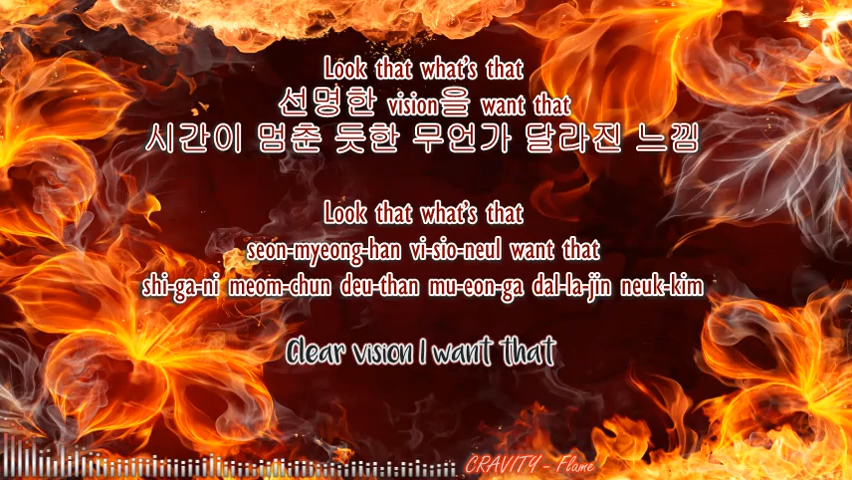 Look that what's that
선명한 vision을 want that
시간이 멈춘 듯한 무언가 달라진 느낌
Look that what's that
seon-myeong-han vi-sio-neul want that
shi-ga-ni meom-chun deu-than mu-eon-ga dal-la-jin neuk-kim
Clear vision I want that
CRAVITY - Flame